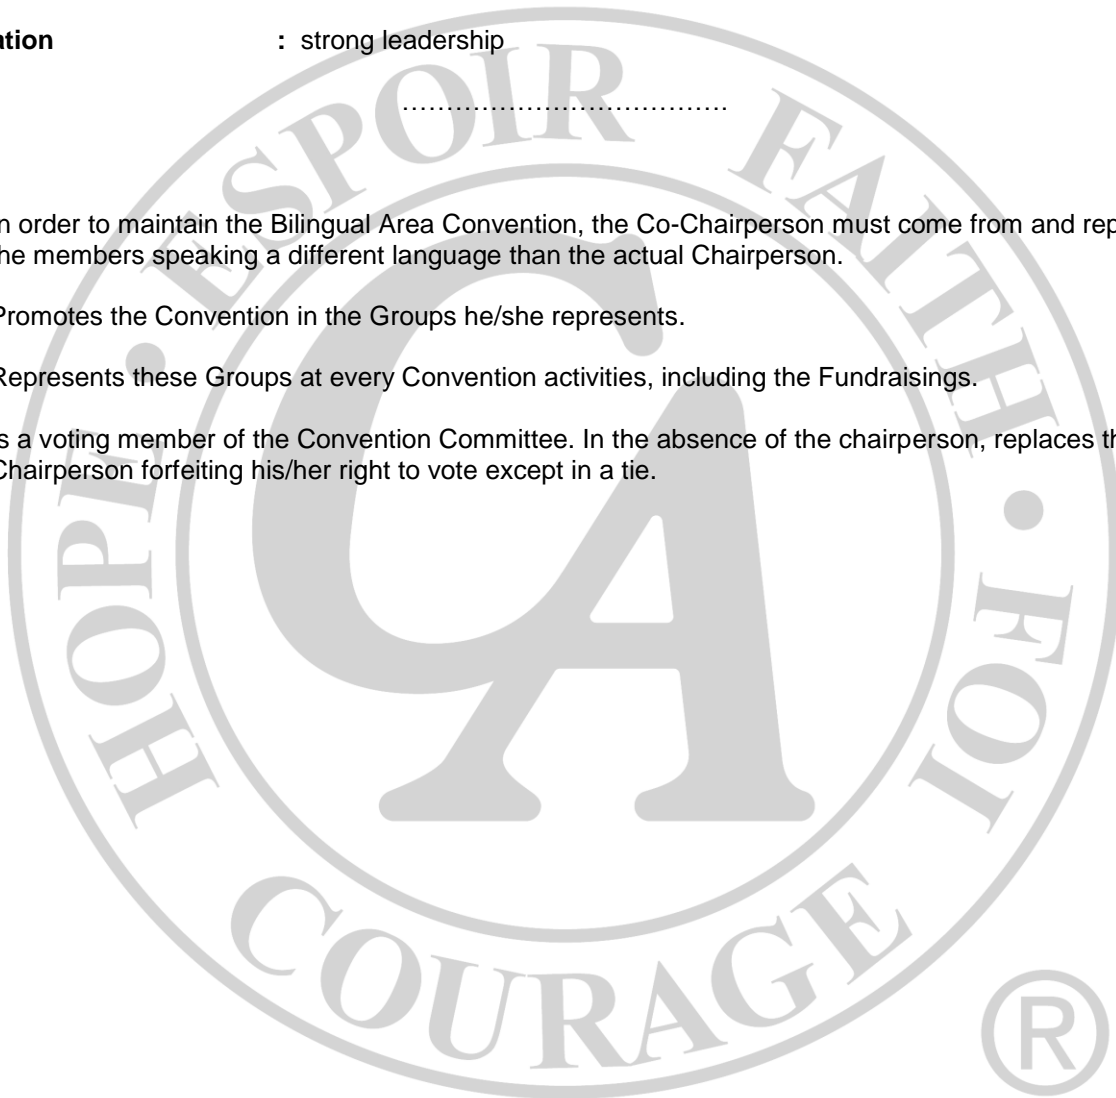 ation : strong leadership
……………………………….
n order to maintain the Bilingual Area Convention, the Co-Chairperson must come from and rep
he members speaking a different language than the actual Chairperson.
Promotes the Convention in the Groups he/she represents.
Represents these Groups at every Convention activities, including the Fundraisings.
s a voting member of the Convention Committee. In the absence of the chairperson, replaces th
Chairperson forfeiting his/her right to vote except in a tie.
HOPE • ESPOIR FAITH • FOI
COURAGE
CA
®